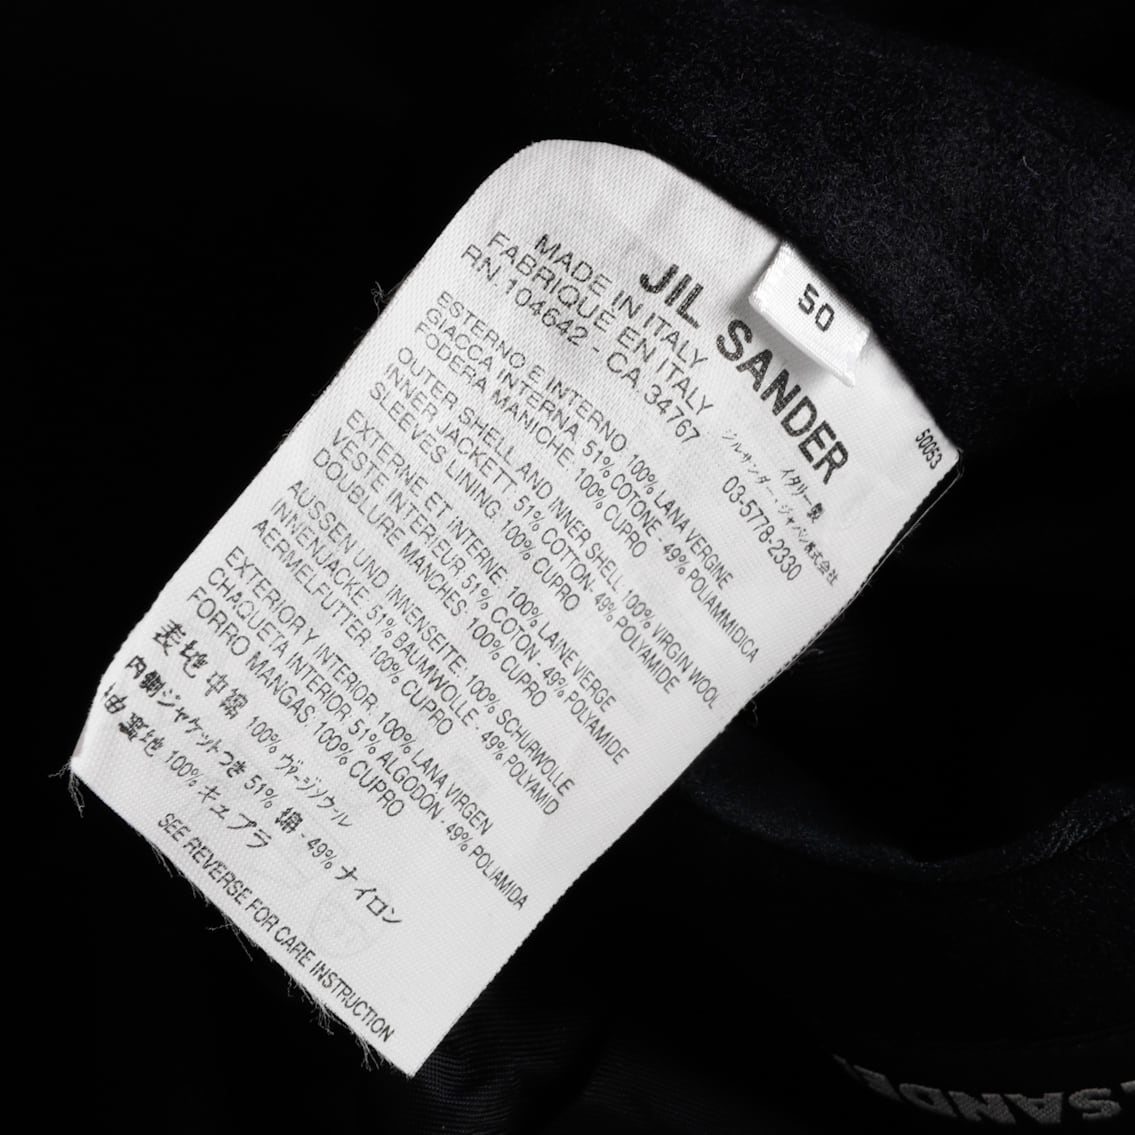 50
JIL SANDER
MADE IN ITALY
FABRIQUE EN ITALY
RN.104642 - CA.34767
イタリー製
ジルサンダー・ジャパン株式会社
03-5778-2330
50053
ESTERNO E INTERNO: 100% LANA VERGINE
GIACCA INTERNA: 51% COTONE - 49% POLIAMMIDICA
FODERA MANICHE: 100% CUPRO
OUTER SHELL AND INNER SHELL: 100% VIRGIN WOOL
INNER JACKETT: 51% COTTON- 49% POLYAMIDE
SLEEVES LINING: 100% CUPRO
EXTERNE ET INTERNE: 100% LAINE VIERGE
VESTE INTERIEUR 51% COTON - 49% POLYAMIDE
DOUBLURE MANCHES: 100% CUPRO
AUSSEN UND INNENSEITE: 100% SCHURWOLLE
INNENJACKE: 51% BAUMWOLLE - 49% POLYAMID
AERMELFUTTER: 100% CUPRO
EXTERIOR Y INTERIOR: 100% LANA VIRGEN
CHAQUETA INTERIOR 51% ALGODON - 49% POLIAMIDA
FORRO MANGAS: 100% CUPRO
表地 中綿 100% ヴァージンウール
内側ジャケットつき 51% 綿 - 49% ナイロン
袖裏地 100% キュプラ
SEE REVERSE FOR CARE INSTRUCTION
SANDE